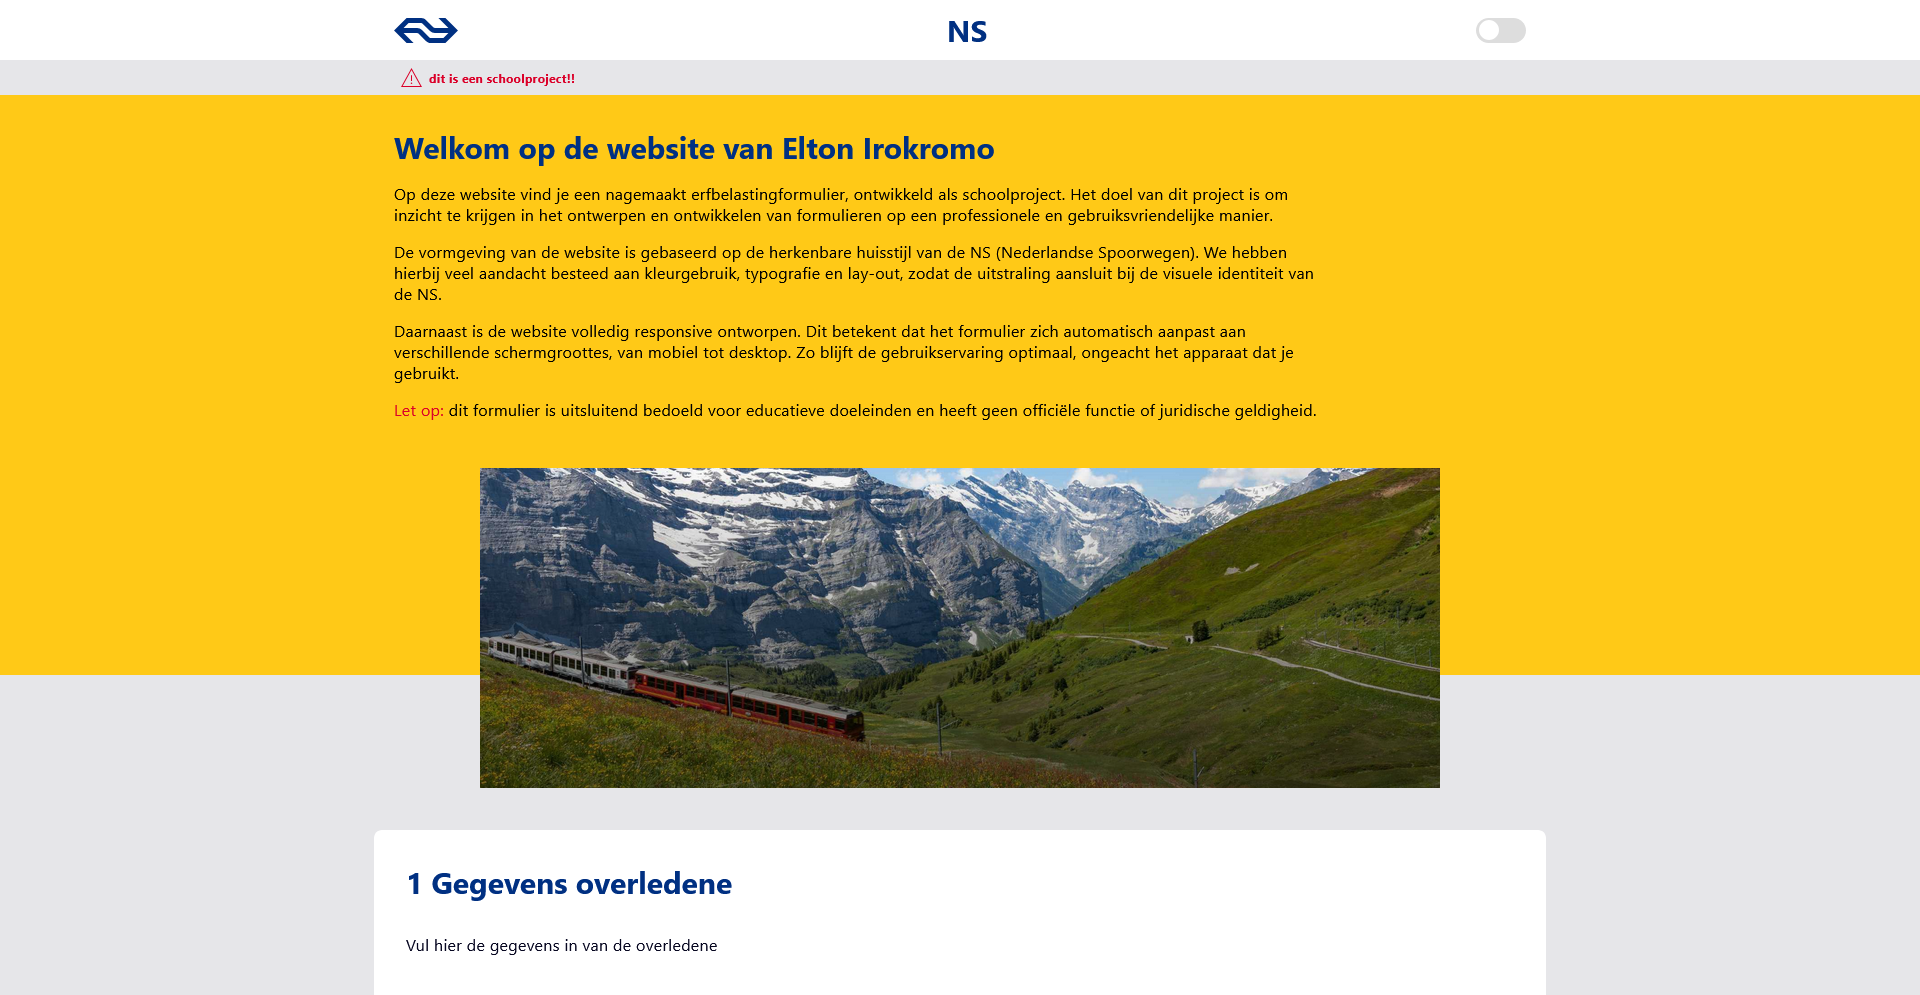 NS
dit is een schoolproject!!
Welkom op de website van Elton Irokromo
Op deze website vind je een nagemaakt erfbelastingformulier, ontwikkeld als schoolproject. Het doel van dit project is om
inzicht te krijgen in het ontwerpen en ontwikkelen van formulieren op een professionele en gebruiksvriendelijke manier.
De vormgeving van de website is gebaseerd op de herkenbare huisstijl van de NS (Nederlandse Spoorwegen). We hebben
hierbij veel aandacht besteed aan kleurgebruik, typografie en lay-out, zodat de uitstraling aansluit bij de visuele identiteit van
de NS.
Daarnaast is de website volledig responsive ontworpen. Dit betekent dat het formulier zich automatisch aanpast aan
verschillende schermgroottes, van mobiel tot desktop. Zo blijft de gebruikservaring optimaal, ongeacht het apparaat dat je
gebruikt.
Let op: dit formulier is uitsluitend bedoeld voor educatieve doeleinden en heeft geen officiële functie of juridische geldigheid.
1 Gegevens overledene
Vul hier de gegevens in van de overledene